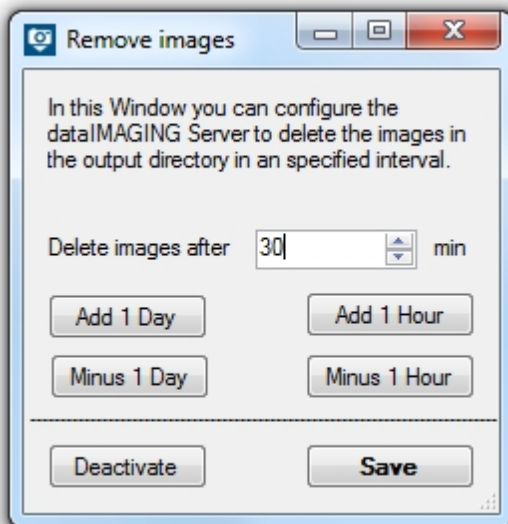 Remove images
In this Window you can configure the
dataIMAGING Server to delete the images in
the output directory in an specified interval.
Delete images after 30 min
Add 1 Day Add 1 Hour
Minus 1 Day Minus 1 Hour
Deactivate Save